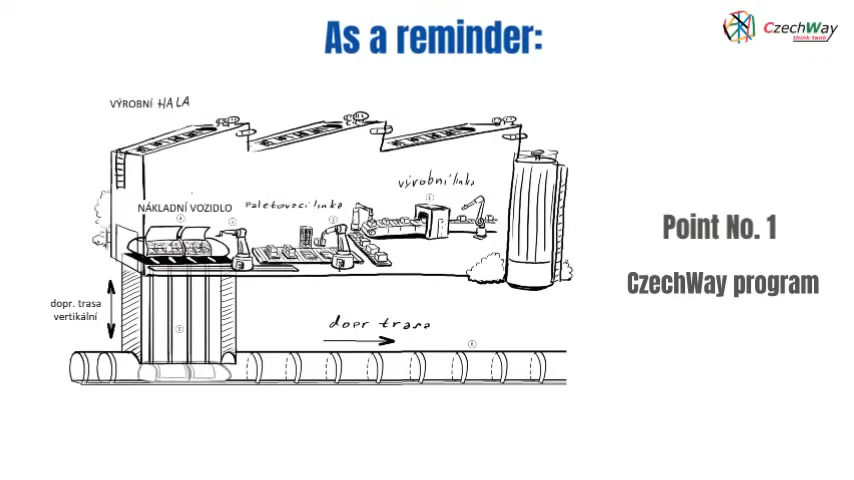 As a reminder:
CzechWay
think tank
VÝROBNÍ HALA
výrobní linka
NÁKLADNÍ VOZIDLO
paletovací linka
Point No. 1
CzechWay program
dopr. trasa
vertikální
dopr trasa